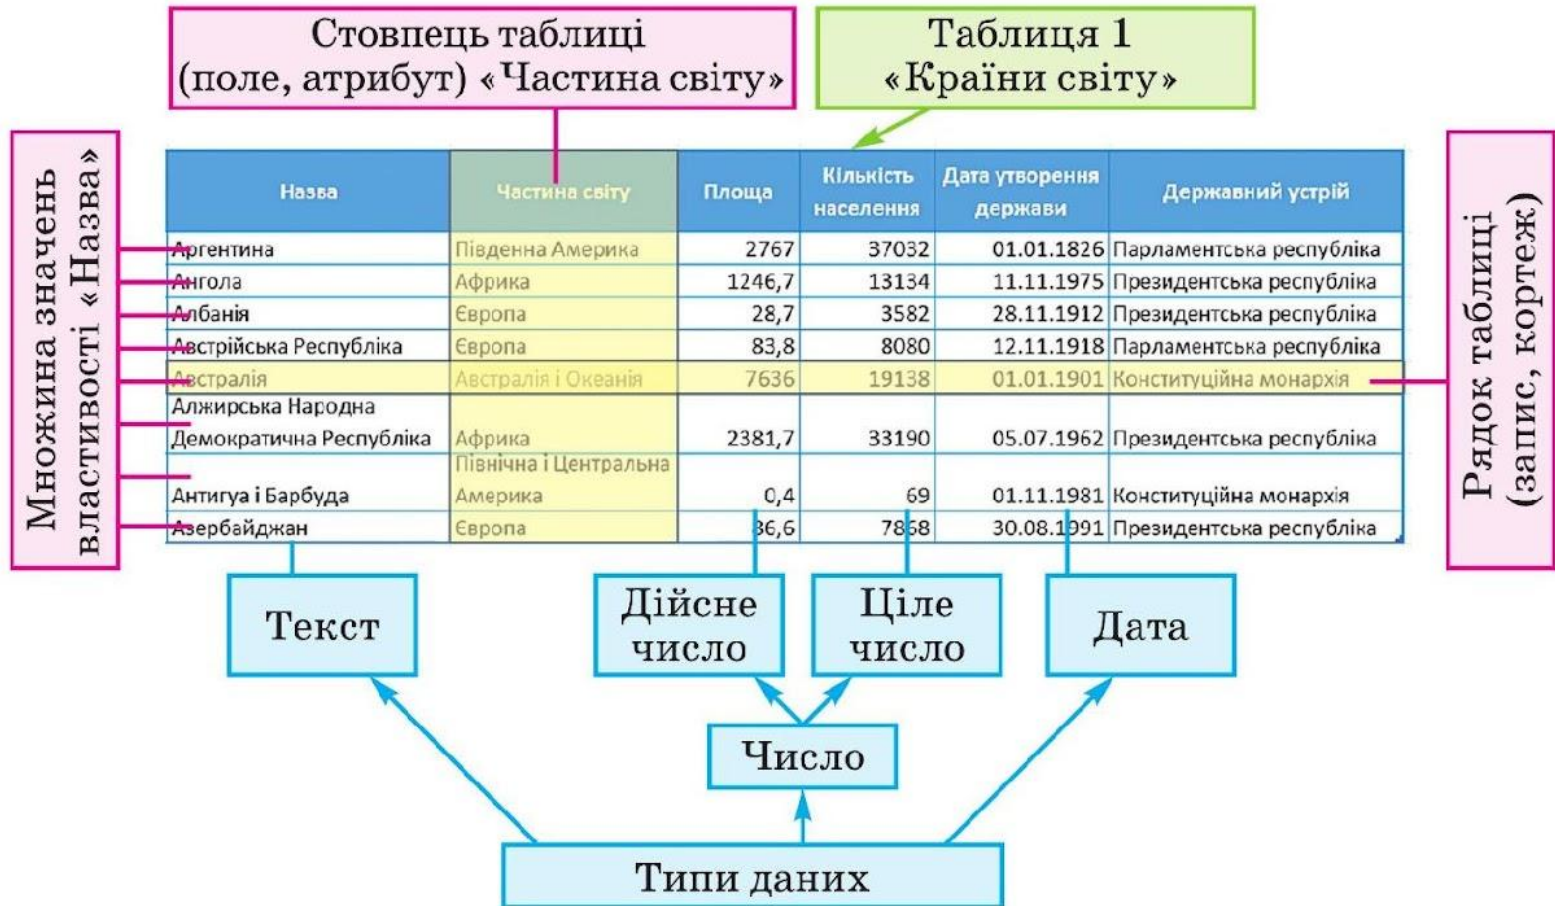 Стовпець таблиці
(поле, атрибут) «Частина світу»
Таблиця 1
«Країни світу»
Множина значень
властивості «Назва»
Назва Частина світу Площа Кількість населення Дата утворення держави Державний устрій
Аргентина Південна Америка 2767 37032 01.01.1826 Парламентська республіка
Ангола Африка 1246,7 13134 11.11.1975 Президентська республіка
Албанія Європа 28,7 3582 28.11.1912 Президентська республіка
Австрійська Республіка Європа 83,8 8080 12.11.1918 Парламентська республіка
Австралія Австралія і Океанія 7636 19138 01.01.1901 Конституційна монархія
Алжирська Народна
Демократична Республіка Африка 2381,7 33190 05.07.1962 Президентська республіка
Північна і Центральна
Антигуа і Барбуда Америка 0,4 69 01.11.1981 Конституційна монархія
Азербайджан Європа 86,6 7868 30.08.1991 Президентська республіка
Рядок таблиці
(запис, кортеж)
Текст
Дійсне
число
Ціле
число
Дата
Число
Типи даних